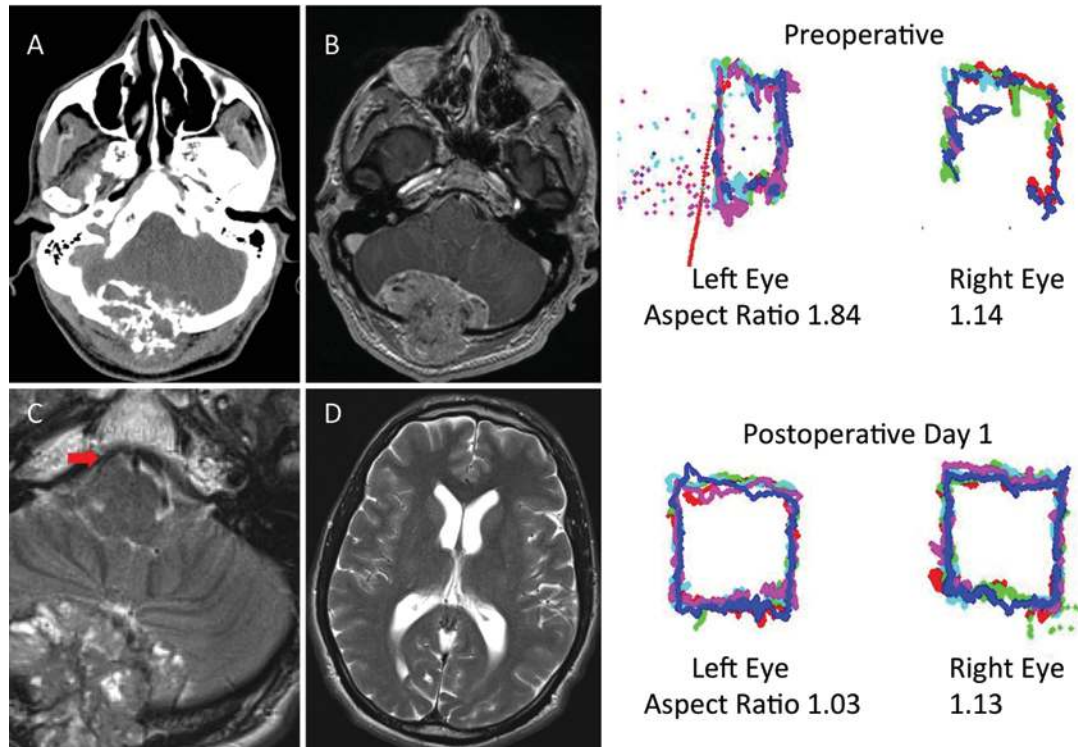 A
B
Preoperative
Left Eye
Right Eye
Aspect Ratio 1.84
1.14
C
D
Postoperative Day 1
Left Eye
Right Eye
Aspect Ratio 1.03
1.13